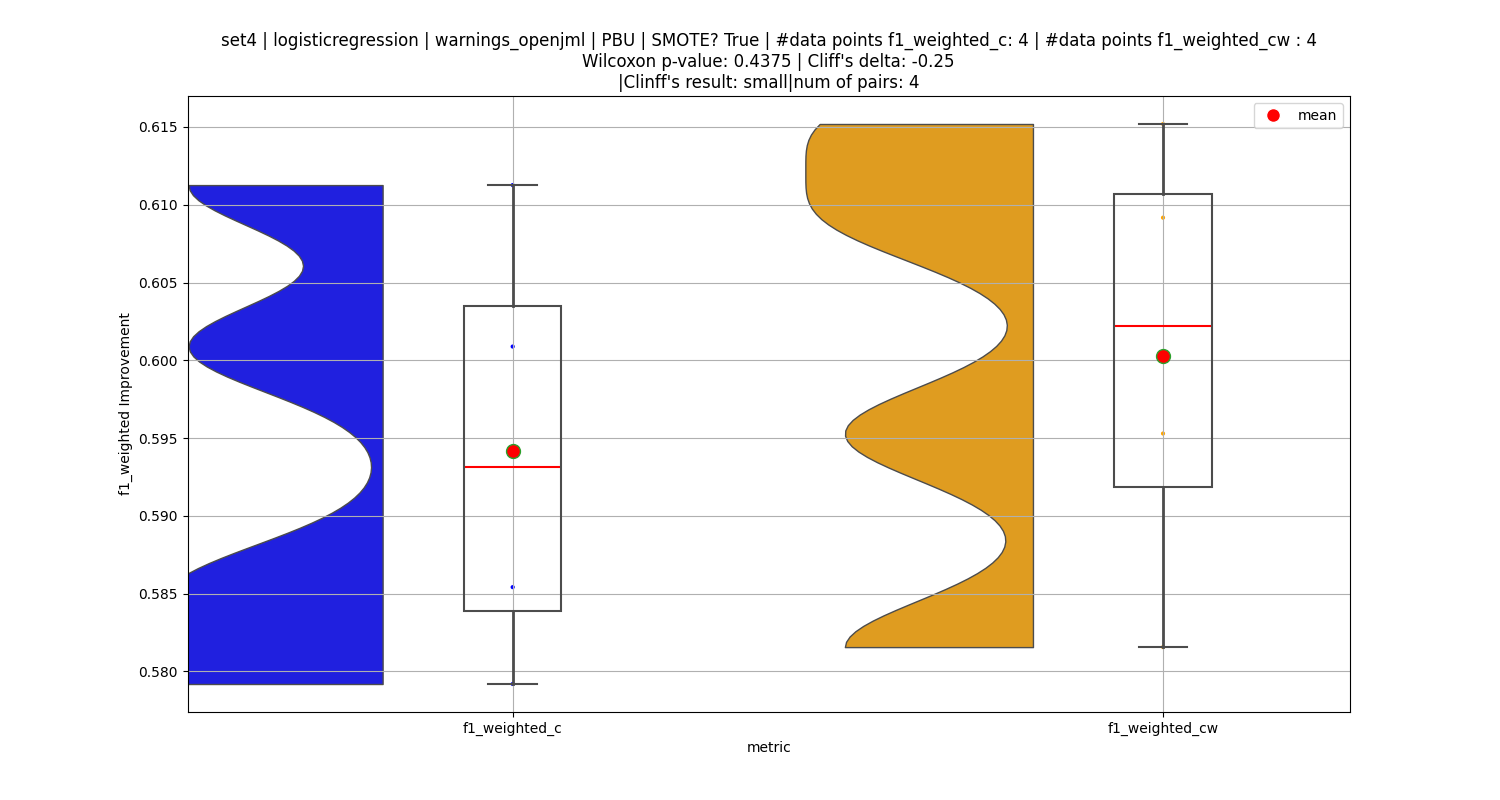 set4 | logisticregression | warnings_openjml | PBU | SMOTE? True | #data points f1_weighted_c: 4 | #data points f1_weighted_cw : 4
Wilcoxon p-value: 0.4375 | Cliff's delta: -0.25
|Clinff's result: small|num of pairs: 4
mean
0.615
0.610
0.605
0.600
0.595
0.590
0.585
0.580
f1_weighted Improvement
f1_weighted_c
f1_weighted_cw
metric